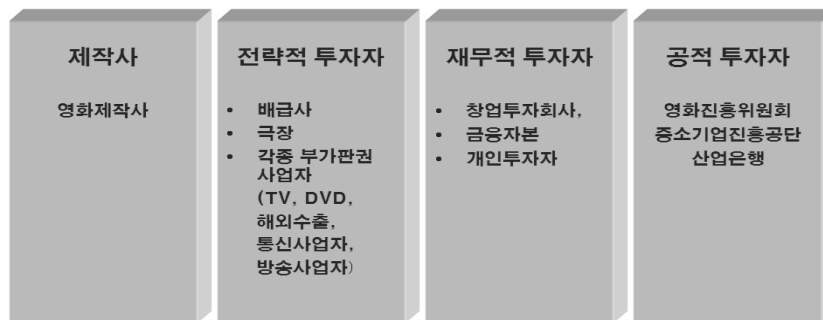 제작사
영화제작사
전략적 투자자
• 배급사
• 극장
• 각종 부가판권
사업자
(TV, DVD,
해외수출,
통신사업자,
방송사업자)
재무적 투자자
• 창업투자회사,
• 금융자본
• 개인투자자
공적 투자자
영화진흥위원회
중소기업진흥공단
산업은행